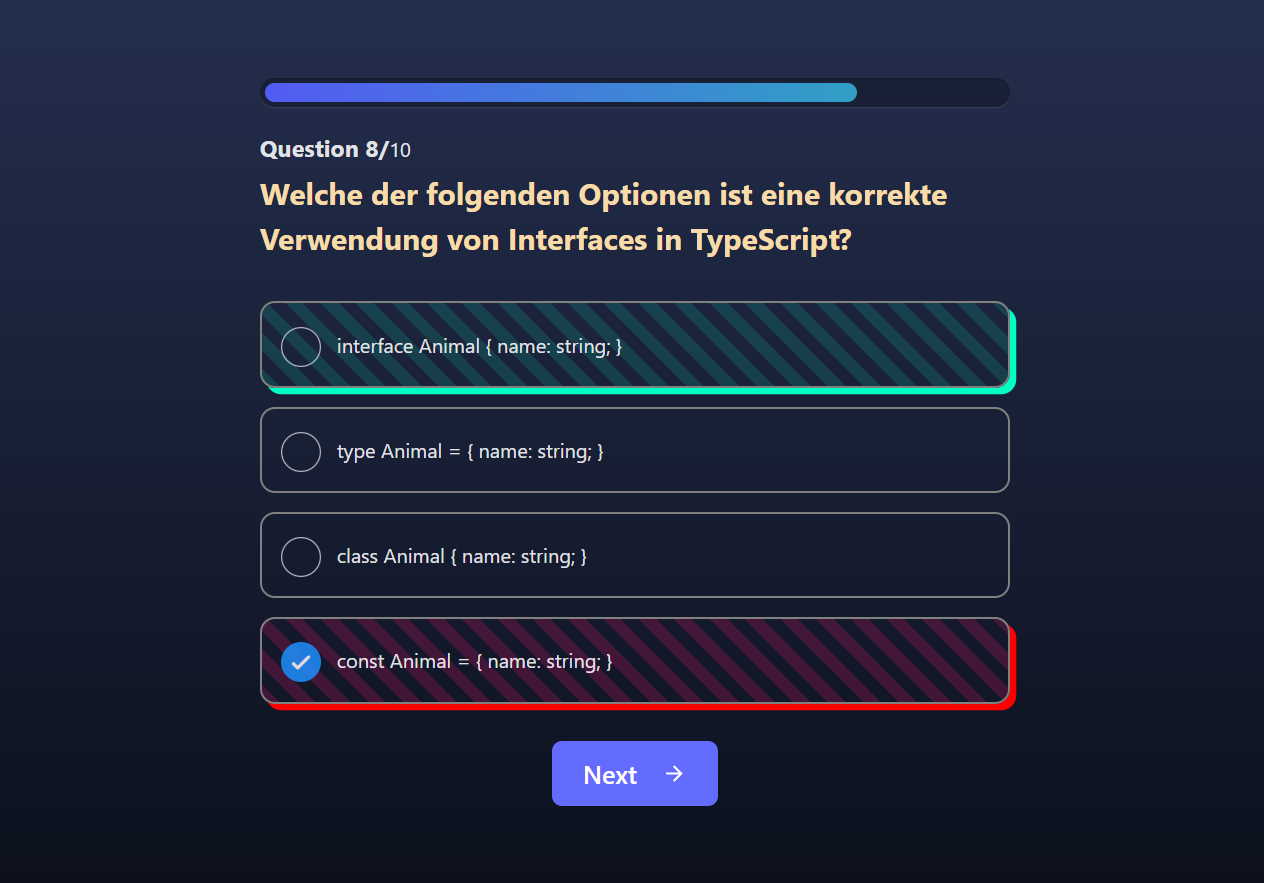 Question 8/10
Welche der folgenden Optionen ist eine korrekte
Verwendung von Interfaces in TypeScript?
interface Animal { name: string; }
type Animal = { name: string; }
class Animal { name: string; }
const Animal = { name: string; }
Next